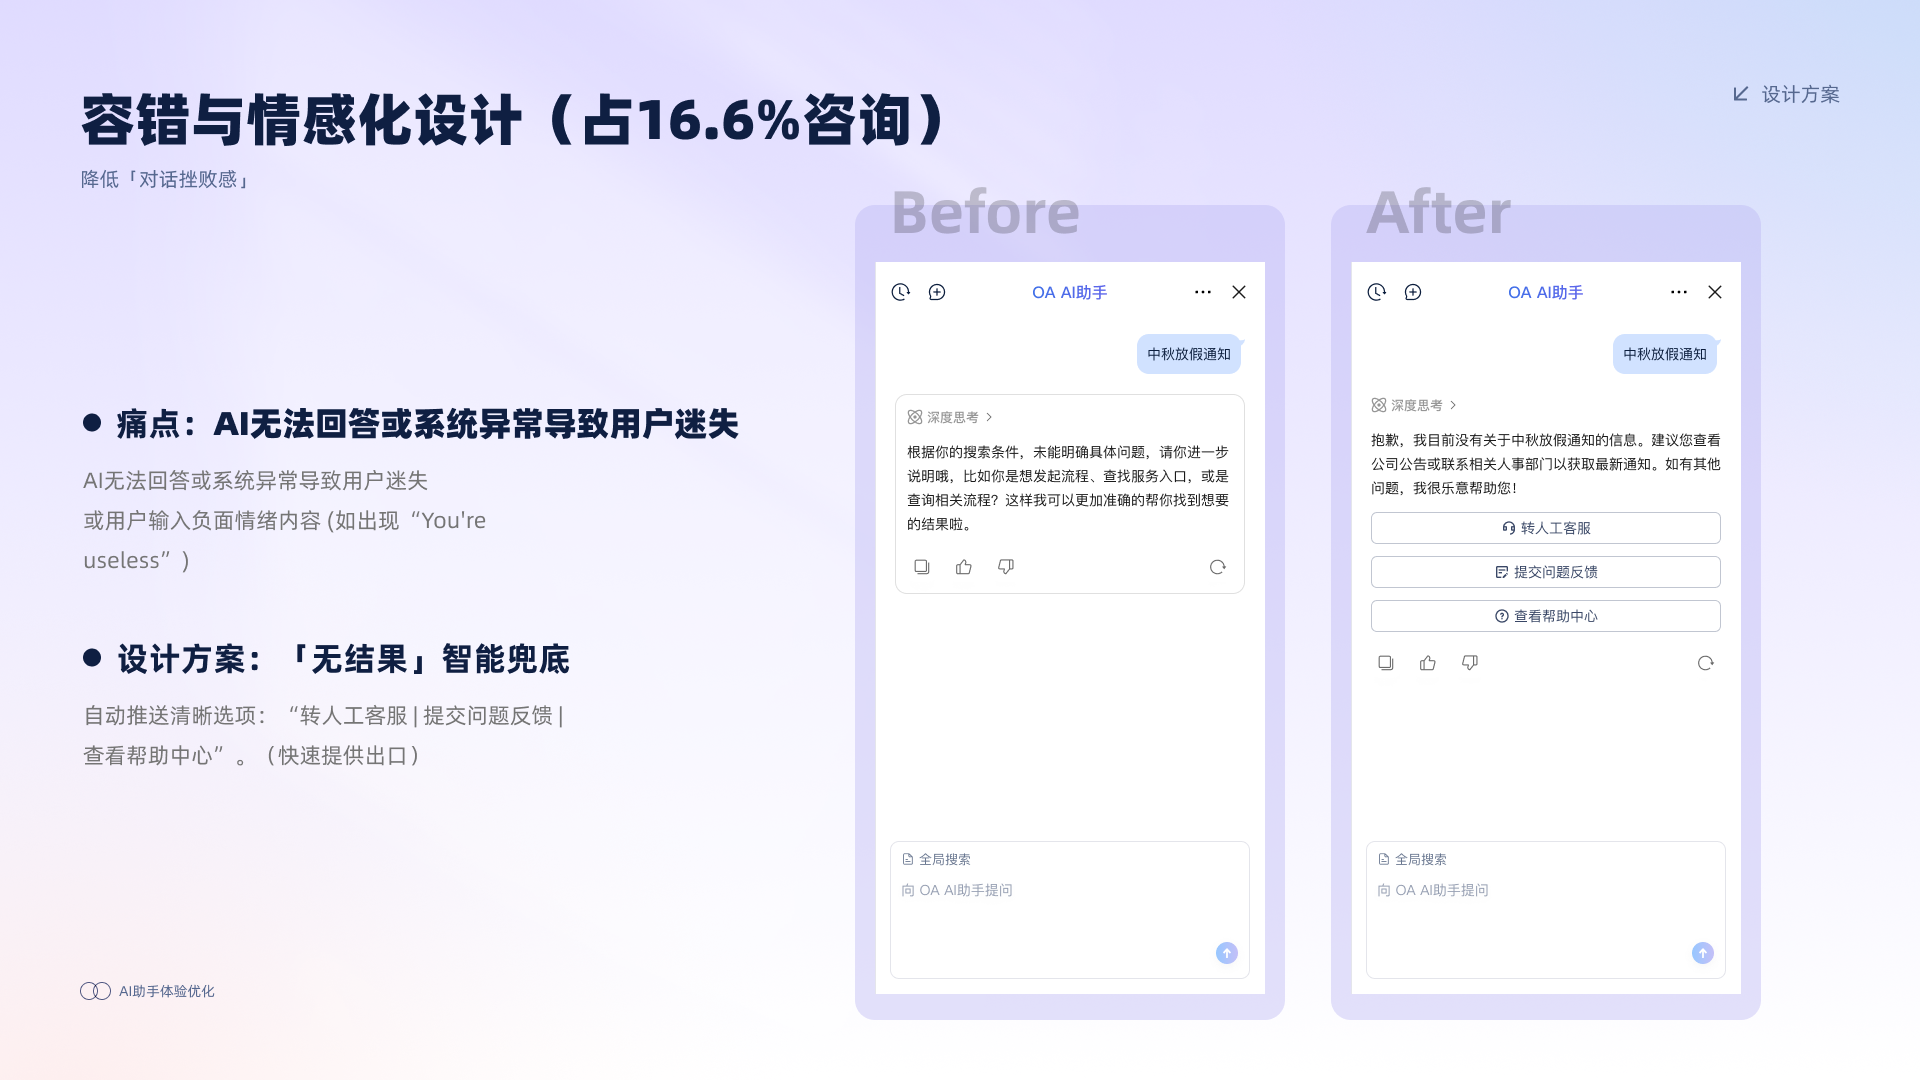 容错与情感化设计（占16.6%咨询）
设计方案
降低「对话挫败感」
痛点：AI无法回答或系统异常导致用户迷失
AI无法回答或系统异常导致用户迷失
或用户输入负面情绪内容 (如出现“You're
useless”)
设计方案：「无结果」智能兜底
自动推送清晰选项：“转人工客服 | 提交问题反馈 |
查看帮助中心”。（快速提供出口）
AI助手体验优化
Before
OA AI助手
中秋放假通知
深度思考
根据你的搜索条件，未能明确具体问题，请你进一步
说明哦，比如你是想发起流程、查找服务入口，或是
查询相关流程？这样我可以更加准确的帮你找到想要
的结果啦。
全局搜索
向 OA AI助手提问
After
OA AI助手
中秋放假通知
深度思考
抱歉，我目前没有关于中秋放假通知的信息。建议您查看
公司公告或联系相关人事部门以获取最新通知。如有其他
问题，我很乐意帮助您！
转人工客服
提交问题反馈
查看帮助中心
全局搜索
向 OA AI助手提问